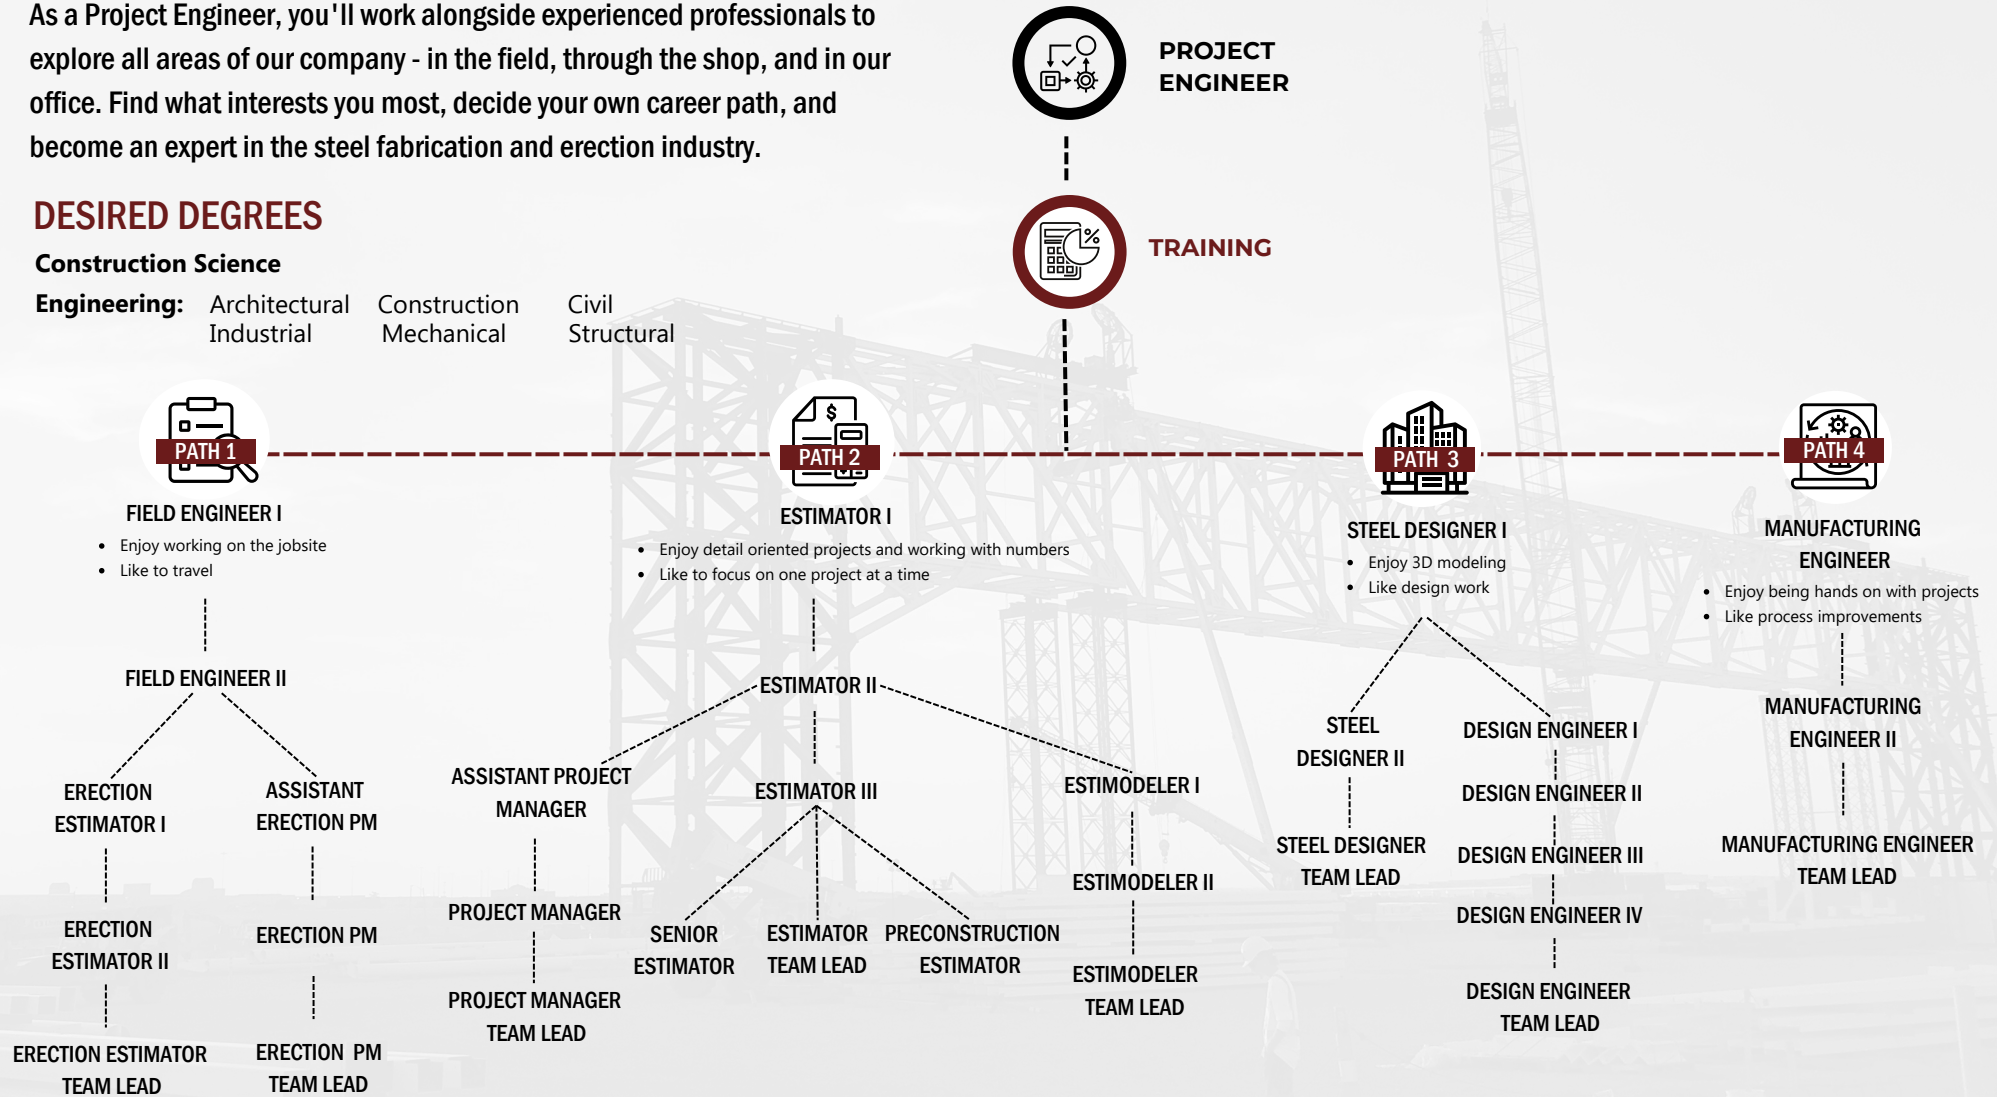 As a Project Engineer, you'll work alongside experienced professionals to
explore all areas of our company - in the field, through the shop, and in our
office. Find what interests you most, decide your own career path, and
become an expert in the steel fabrication and erection industry.
PROJECT
ENGINEER
TRAINING
DESIRED DEGREES
Construction Science
Engineering: Architectural Construction Civil
Industrial Mechanical Structural
PATH 1
FIELD ENGINEER I
• Enjoy working on the jobsite
• Like to travel
FIELD ENGINEER II
ERECTION
ESTIMATOR I
ERECTION
ESTIMATOR II
ERECTION ESTIMATOR
TEAM LEAD
ASSISTANT
ERECTION PM
ERECTION PM
ERECTION PM
TEAM LEAD
$
PATH 2
ESTIMATOR I
• Enjoy detail oriented projects and working with numbers
• Like to focus on one project at a time
ESTIMATOR II
ASSISTANT PROJECT
MANAGER
PROJECT MANAGER
PROJECT MANAGER
TEAM LEAD
ESTIMATOR III
SENIOR
ESTIMATOR
ESTIMATOR
TEAM LEAD
PRECONSTRUCTION
ESTIMATOR
ESTIMODELER I
ESTIMODELER II
ESTIMODELER
TEAM LEAD
PATH 3
STEEL DESIGNER I
• Enjoy 3D modeling
• Like design work
STEEL
DESIGNER II
STEEL DESIGNER
TEAM LEAD
DESIGN ENGINEER I
DESIGN ENGINEER II
DESIGN ENGINEER III
DESIGN ENGINEER IV
DESIGN ENGINEER
TEAM LEAD
PATH 4
MANUFACTURING
ENGINEER
• Enjoy being hands on with projects
• Like process improvements
MANUFACTURING
ENGINEER II
MANUFACTURING ENGINEER
TEAM LEAD
%